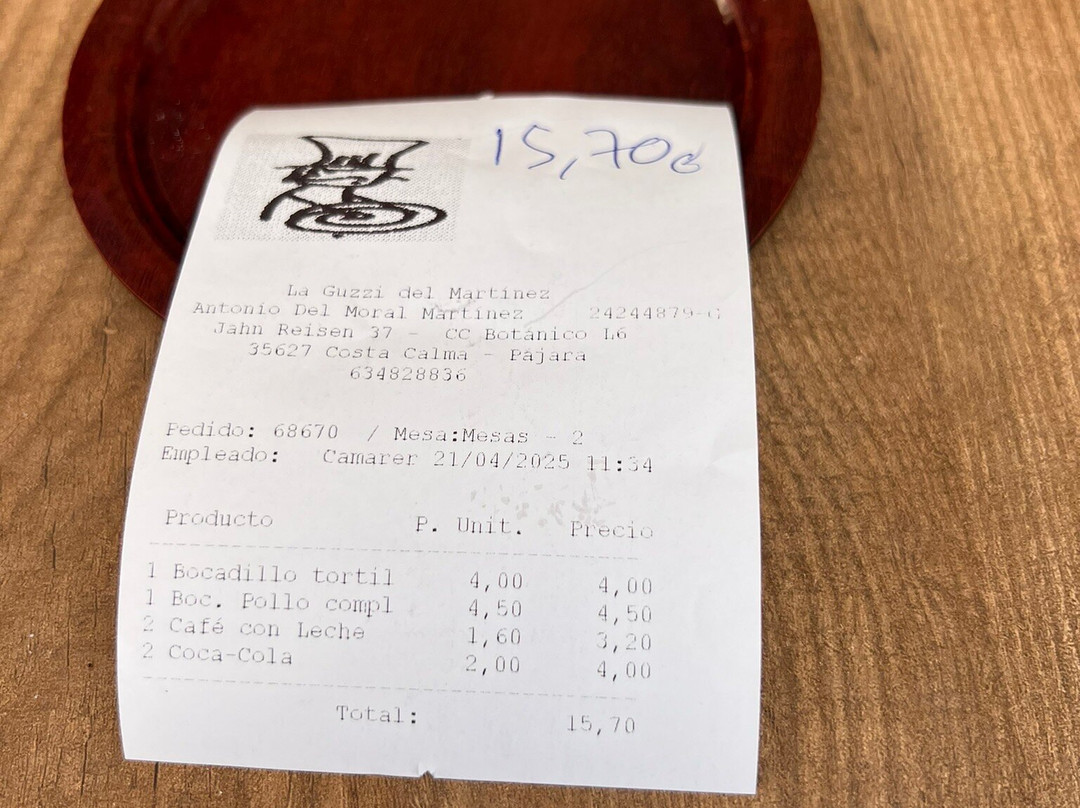 15,70€
La Guzzi del Martinez
Antonio Del Moral Martinez 24244879-G
Jahn Reisen 37 - CC Botánico L6
35627 Costa Calma - Pajara
634828836
Pedido: 68670 / Mesa:Mesas - 2
Empleado: Camarer 21/04/2025 11:34
Producto P. Unit. Precio
1 Bocadillo tortil 4,00 4,00
1 Boc. Pollo compl 4,50 4,50
2 Café con Leche 1,60 3,20
2 Coca-Cola 2,00 4,00
Total: 15,70